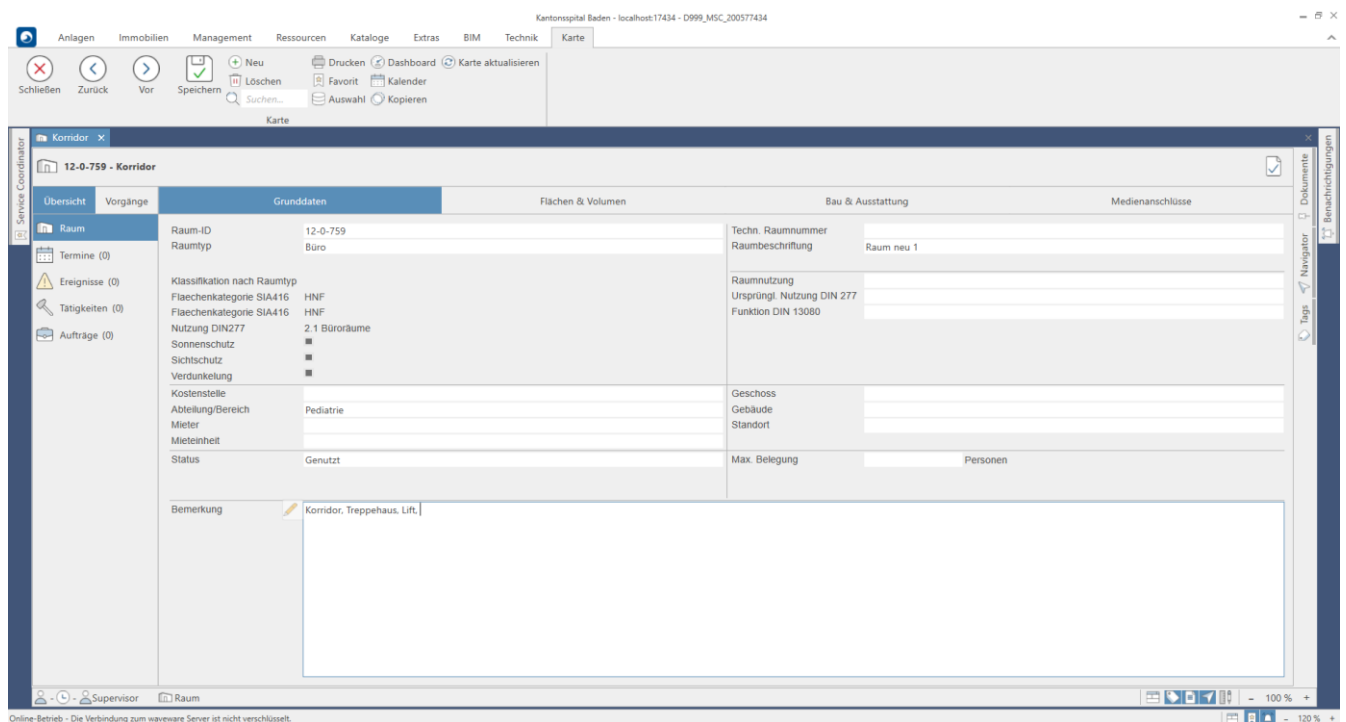 Kantonsspital Baden - localhost:17434 - D999_MSC_200577434
Anlagen Immobilien Management Ressourcen Kataloge Extras BIM Technik Karte
Schließen Zurück Vor Speichern
Neu Drucken Dashboard Karte aktualisieren
Löschen Favorit Kalender
Suchen... Auswahl Kopieren
Karte
Service Coordinator
Korridor
12-0-759 - Korridor
Übersicht Vorgänge Grunddaten Flächen & Volumen Bau & Ausstattung Medienanschlüsse
Raum
Termine (0)
Ereignisse (0)
Tätigkeiten (0)
Aufträge (0)
Raum-ID 12-0-759 Techn. Raumnummer
Raumtyp Büro Raumbeschriftung Raum neu 1
Klassifikation nach Raumtyp Raumnutzung
Flaechenkategorie SIA416 HNF Ursprüngl. Nutzung DIN 277
Flaechenkategorie SIA416 HNF Funktion DIN 13080
Nutzung DIN277 2.1 Büroräume
Sonnenschutz
Sichtschutz
Verdunkelung
Kostenstelle Geschoss
Abteilung/Bereich Pediatrie Gebäude
Mieter Standort
Mieteinheit
Status Genutzt Max. Belegung Personen
Bemerkung Korridor, Treppehaus, Lift,
Dokumente
Navigator
Tags
Benachrichtigungen
- - Supervisor Raum - 100 % +
Online-Betrieb - Die Verbindung zum waveware Server ist nicht verschlüsselt. - 120 % +